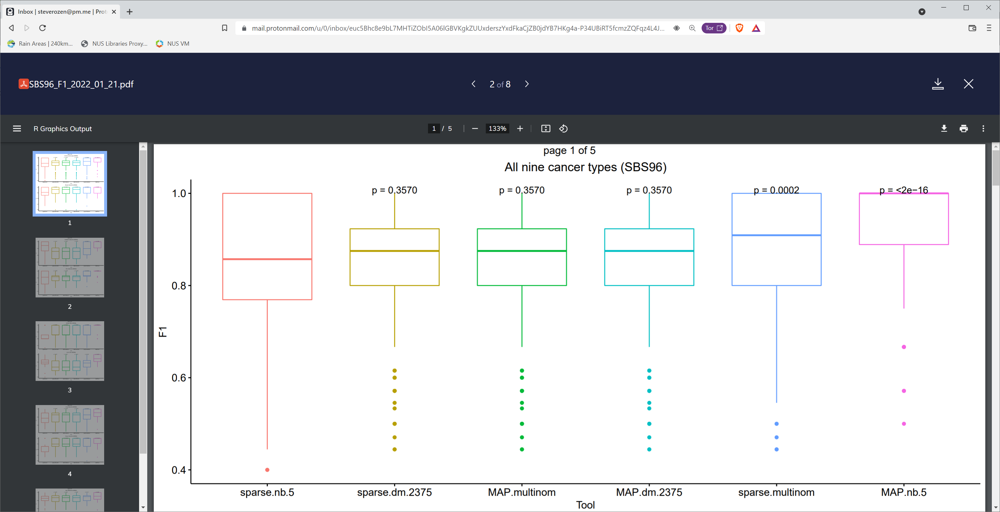 Inbox | steverozen@pm.me | Prot
mail.protonmail.com/u/0/inbox/euc5Bhc8e9bL7MHTiZObI5A06lGBVKgkZUUxderszYxdFkaCjZB0jdYB7HKg4a-P34UBiRT5fcmzZQFqz4L4J...
Tor
Rain Areas | 240km...
NUS Libraries Proxy...
NUS VM
SBS96_F1_2022_01_21.pdf
2 of 8
R Graphics Output
1 / 5
133%
1
2
3
4
page 1 of 5
All nine cancer types (SBS96)
p = 0.3570
p = 0.3570
p = 0.3570
p = 0.0002
p = <2e−16
1.0
0.8
0.6
0.4
F1
sparse.nb.5
sparse.dm.2375
MAP.multinom
MAP.dm.2375
sparse.multinom
MAP.nb.5
Tool